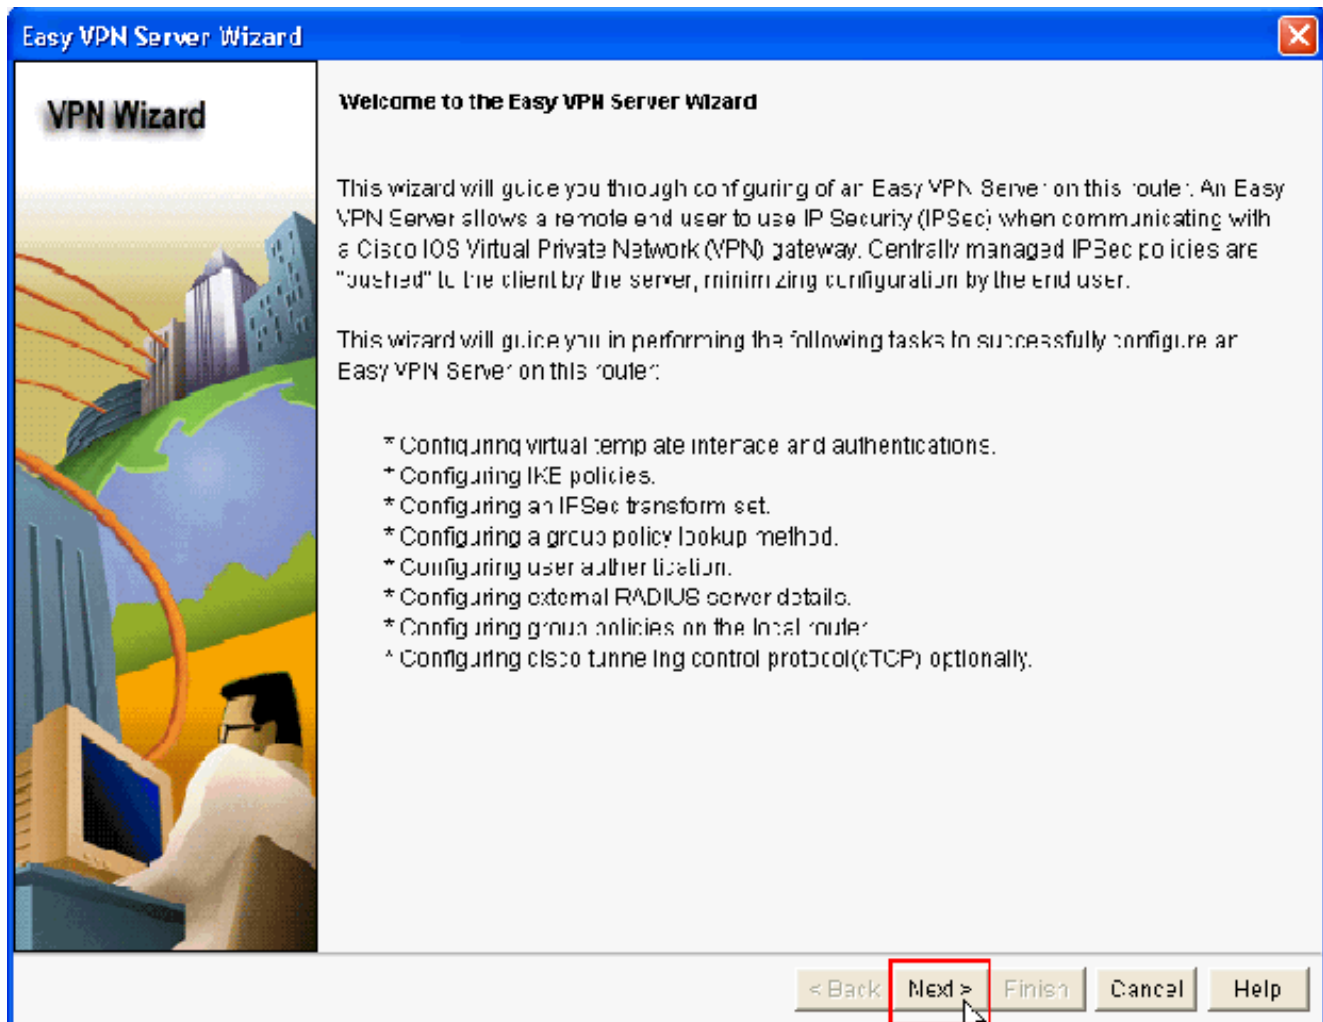 Easy VPN Server Wizard
VPN Wizard
Welcome to the Easy VPN Server Wizard
This wizard will guide you through configuring of an Easy VPN Server on this router. An Easy
VPN Server allows a remote end user to use IP Security (IPSec) when communicating with
a Cisco IOS Virtual Private Network (VPN) gateway. Centrally managed IPSec policies are
"pushed" to the client by the server, minimizing configuration by the end user.
This wizard will guide you in performing the following tasks to successfully configure an
Easy VPN Server on this router:
* Configuring virtual template interface and authentications.
* Configuring IKE policies.
* Configuring an IPSec transform set.
* Configuring a group policy lookup method.
* Configuring user authentication.
* Configuring external RADIUS server details.
* Configuring group policies on the local router
* Configuring cisco tunneling control protocol(cTCP) optionally.
< Back Next > Finish Cancel Help